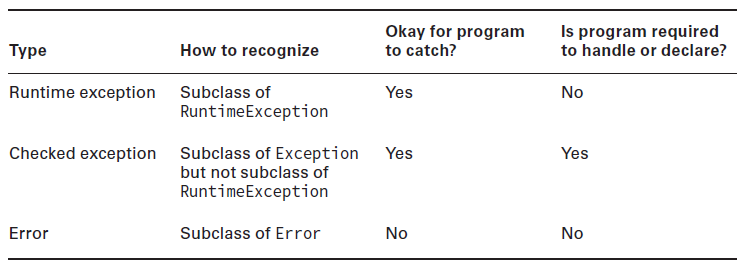 Type How to recognize Okay for program to catch? Is program required to handle or declare?
Runtime exception Subclass of RuntimeException Yes No
Checked exception Subclass of Exception but not subclass of RuntimeException Yes Yes
Error Subclass of Error No No